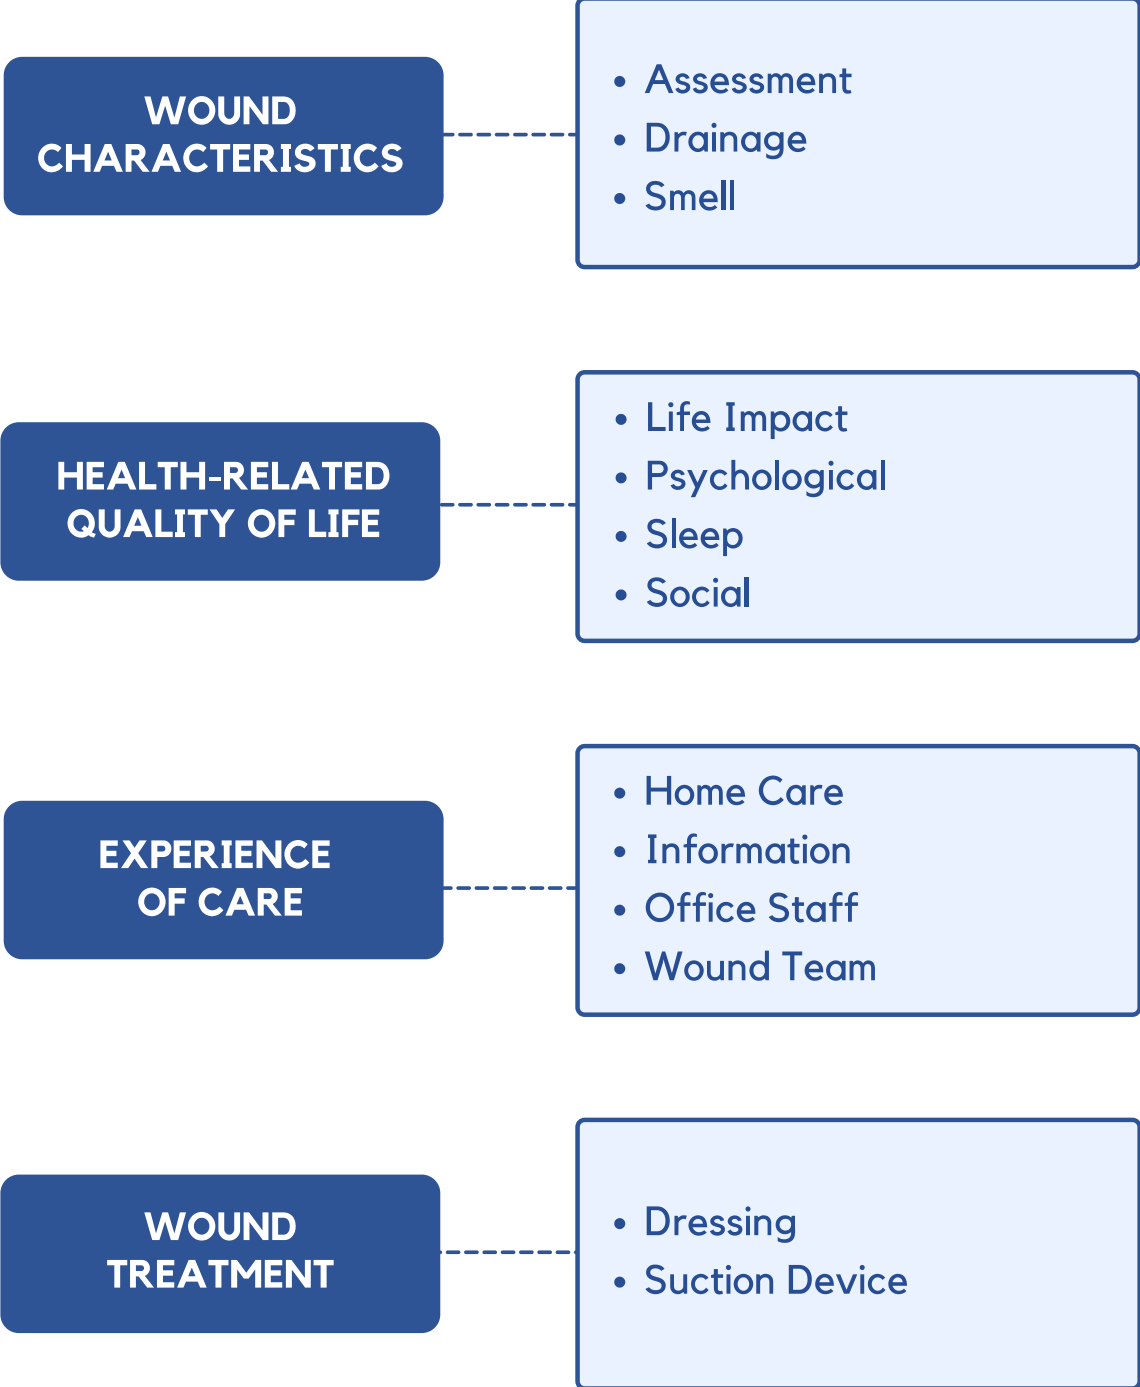 WOUND
CHARACTERISTICS
• Assessment
• Drainage
• Smell
HEALTH-RELATED
QUALITY OF LIFE
• Life Impact
• Psychological
• Sleep
• Social
EXPERIENCE
OF CARE
• Home Care
• Information
• Office Staff
• Wound Team
WOUND
TREATMENT
• Dressing
• Suction Device